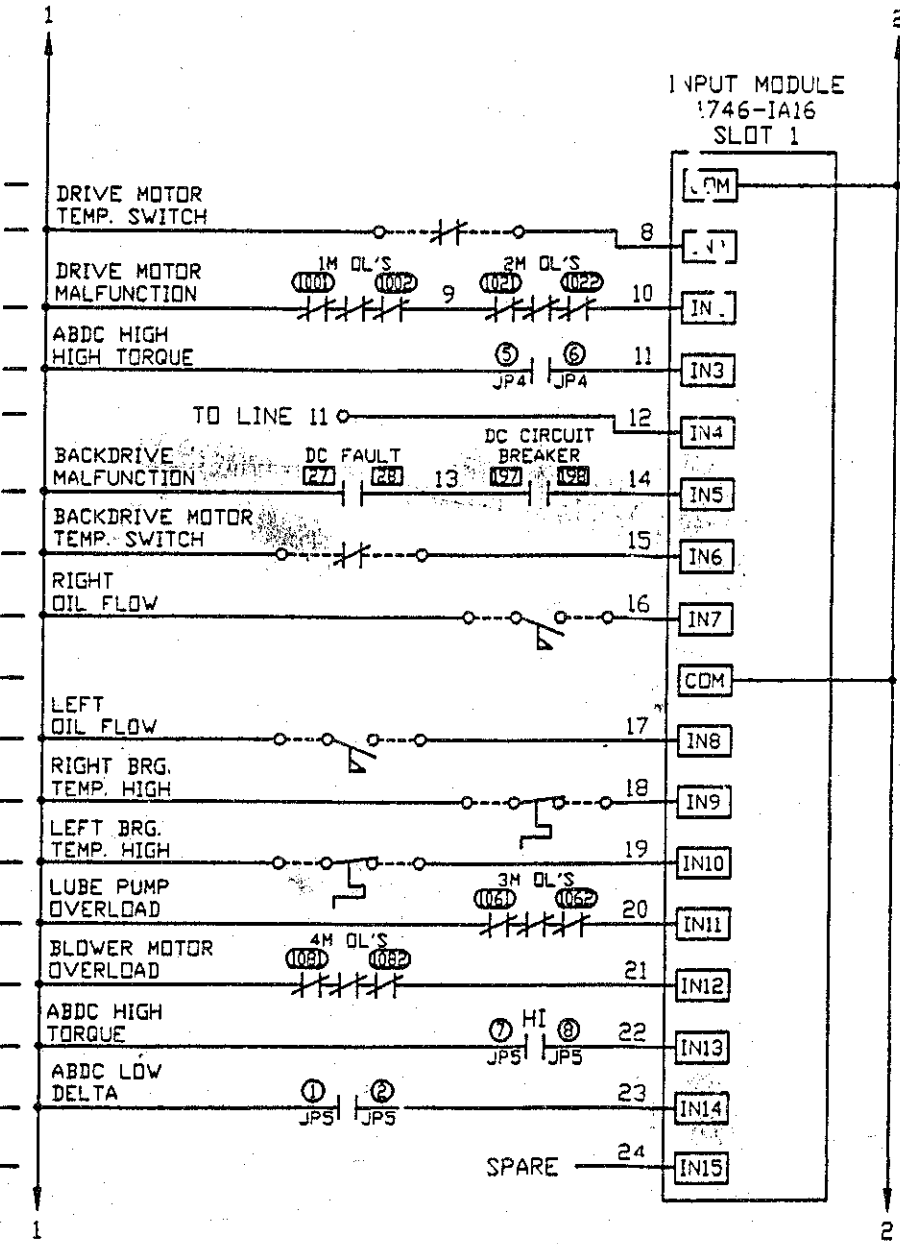 1
2
INPUT MODULE
1746-IA16
SLOT 1
COM
DRIVE MOTOR
TEMP. SWITCH
8
DRIVE MOTOR
MALFUNCTION
1M OL'S
2M OL'S
1001
1002
9
1021
1022
10
IN
ABDC HIGH
HIGH TORQUE
5
6
11
IN3
JP4
JP4
TO LINE 11
12
IN4
BACKDRIVE
MALFUNCTION
DC FAULT
DC CIRCUIT
BREAKER
27
28
13
197
198
14
IN5
BACKDRIVE MOTOR
TEMP. SWITCH
15
IN6
RIGHT
OIL FLOW
16
IN7
COM
LEFT
OIL FLOW
17
IN8
RIGHT BRG.
TEMP. HIGH
18
IN9
LEFT BRG.
TEMP. HIGH
19
IN10
LUBE PUMP
OVERLOAD
3M OL'S
1061
1062
20
IN11
BLOWER MOTOR
OVERLOAD
4M OL'S
1081
1082
21
IN12
ABDC HIGH
TORQUE
7
HI
8
22
IN13
JP5
JP5
ABDC LOW
DELTA
1
2
23
IN14
JP5
JP5
SPARE
24
IN15
1
2